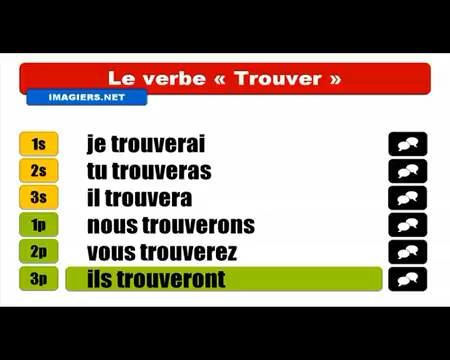 Le verbe « Trouver »
IMAGIERS.NET
1s je trouverai
2s tu trouveras
3s il trouvera
1p nous trouverons
2p vous trouverez
3p ils trouveront